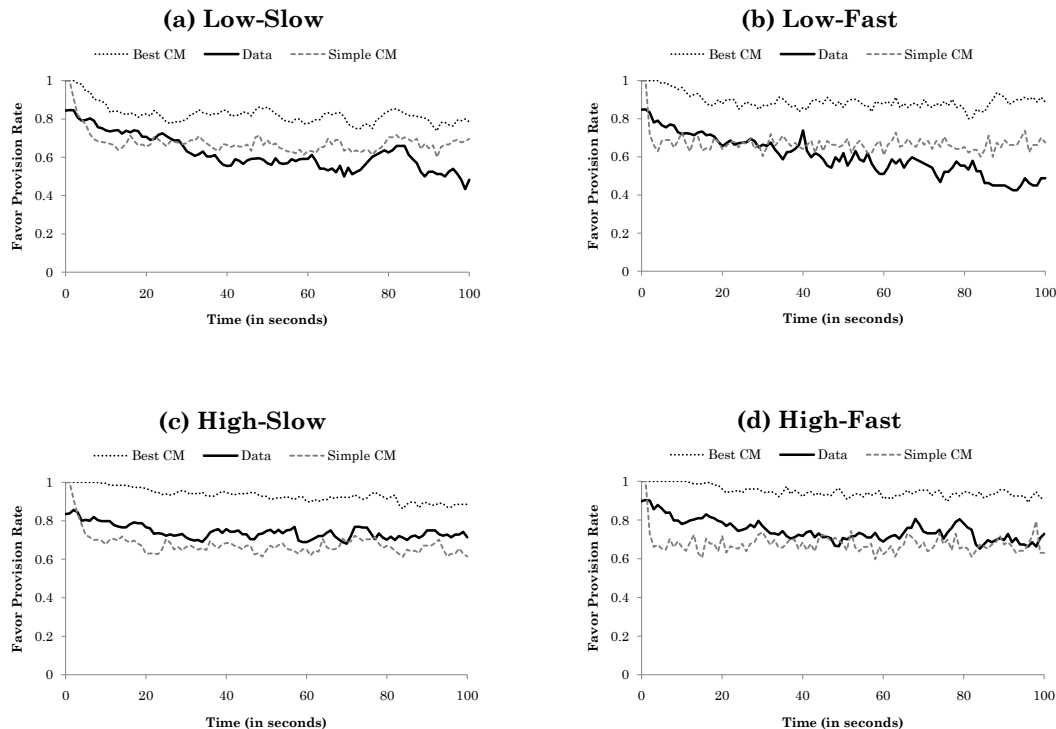 (a) Low-Slow
Best CM Data Simple CM
1
0.8
0.6
0.4
0.2
0
Favor Provision Rate
0 20 40 60 80 100
Time (in seconds)
(b) Low-Fast
Best CM Data Simple CM
1
0.8
0.6
0.4
0.2
0
Favor Provision Rate
0 20 40 60 80 100
Time (in seconds)
(c) High-Slow
Best CM Data Simple CM
1
0.8
0.6
0.4
0.2
0
Favor Provision Rate
0 20 40 60 80 100
Time (in seconds)
(d) High-Fast
Best CM Data Simple CM
1
0.8
0.6
0.4
0.2
0
Favor Provision Rate
0 20 40 60 80 100
Time (in seconds)